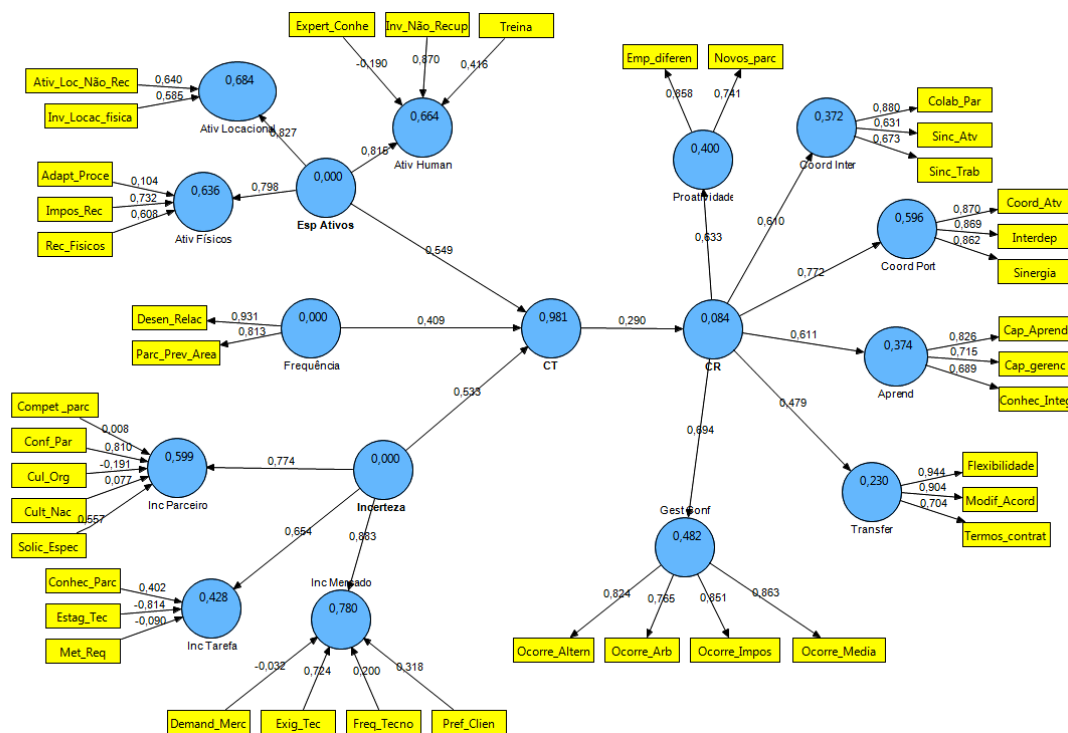 Expert_Conhe
Inv_Não_Recup
Treina
-0,190
0,870
0,416
Emp_diferen
Novos_parc
0,858
0,741
Ativ_Loc_Não_Rec
Inv_Locac_física
0,640
0,585
0,684
Ativ Locacional
0,827
0,664
Ativ Human
0,815
0,400
Proatividade
0,633
0,372
Coord Inter
0,610
0,880
0,631
0,673
Colab_Par
Sinc_Atv
Sinc_Trab
Adapt_Proce
Impos_Rec
Rec_Fisicos
0,104
0,732
0,608
0,636
Ativ Físicos
0,798
0,000
Esp Ativos
0,549
0,596
Coord Port
0,772
0,870
0,869
0,862
Coord_Atv
Interdep
Sinergia
Desen_Relac
Parc_Prev_Area
0,931
0,813
0,000
Frequência
0,409
0,981
CT
0,290
0,084
CR
0,611
0,374
Aprend
0,826
0,715
0,689
Cap_Aprend
Cap_gerenc
Conhec_Integ
0,533
0,479
0,694
Compet _parc
Conf_Par
Cul_Org
Cult_Nac
Solic_Espec
0,008
0,810
-0,191
0,077
0,557
0,599
Inc Parceiro
0,774
0,000
Incerteza
0,654
0,883
0,230
Transfer
0,944
0,904
0,704
Flexibilidade
Modif_Acord
Termos_contrat
Gest Conf
0,482
0,824
0,765
0,851
0,863
Ocorre_Altern
Ocorre_Arb
Ocorre_Impos
Ocorre_Media
Conhec_Parc
Estag_Tec
Met_Req
0,402
-0,814
-0,090
0,428
Inc Tarefa
Inc Mercado
0,780
-0,032
0,724
0,200
0,318
Demand_Merc
Exig_Tec
Freq_Tecno
Pref_Clien